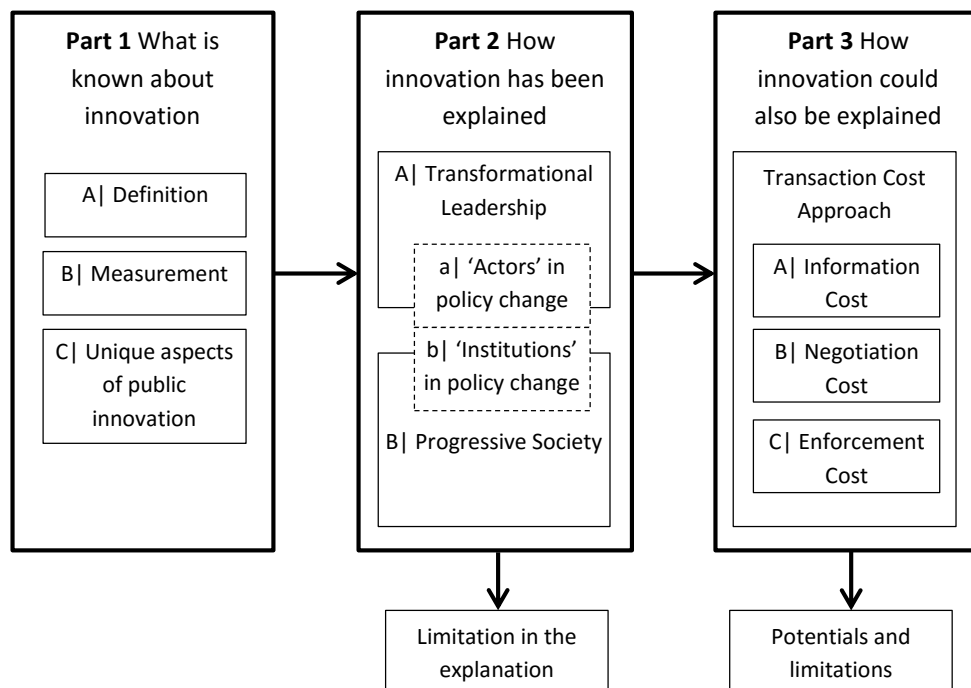 Part 1 What is
known about
innovation
A| Definition
B| Measurement
C| Unique aspects
of public
innovation
Part 2 How
innovation has been
explained
A| Transformational
Leadership
a| ‘Actors’ in
policy change
b| ‘Institutions’
in policy change
B| Progressive Society
Limitation in the
explanation
Part 3 How
innovation could
also be explained
Transaction Cost
Approach
A| Information
Cost
B| Negotiation
Cost
C| Enforcement
Cost
Potentials and
limitations